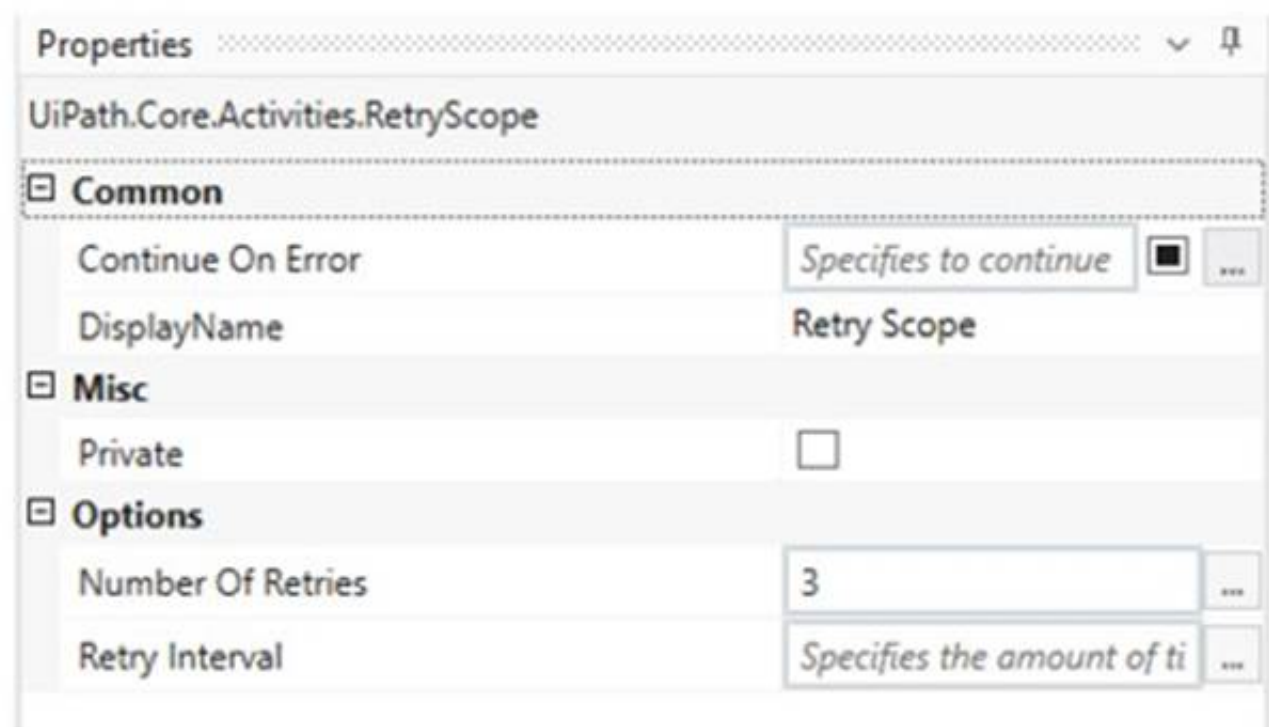 Properties
UiPath.Core.Activities.RetryScope
Common
Continue On Error Specifies to continue ...
DisplayName Retry Scope
Misc
Private
Options
Number Of Retries 3 ...
Retry Interval Specifies the amount of ti ...